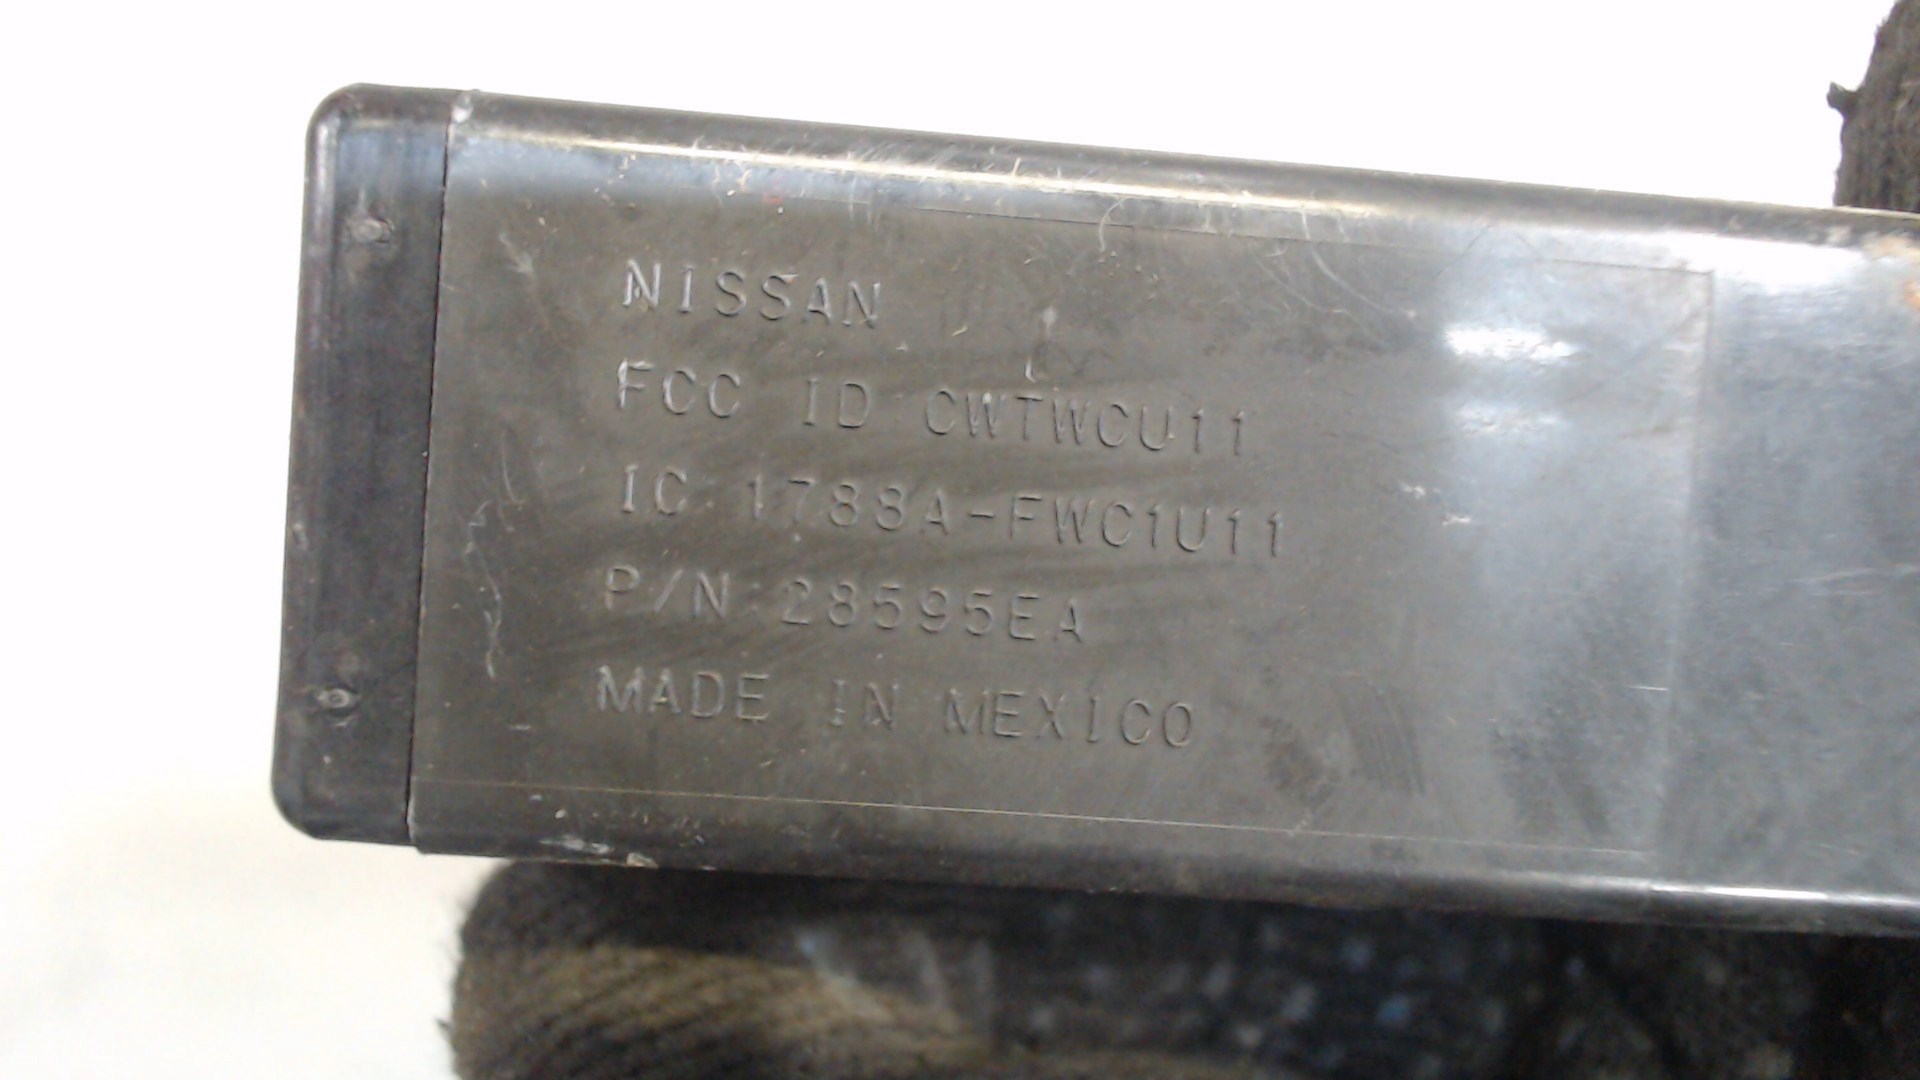 NISSAN
FCC ID CWTWCU11
IC 1788A-FWC1U11
P/N 28595EA
MADE IN MEXICO